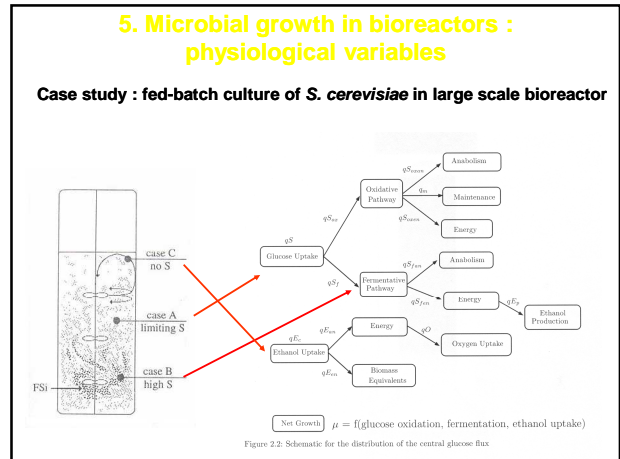 5. Microbial growth in bioreactors :
physiological variables
Case study : fed-batch culture of S. cerevisiae in large scale bioreactor
case C
no S
case A
limiting S
case B
high S
FSi
Glucose Uptake
qS
qS_ox
qS_f
Oxidative
Pathway
qS_oxan
q_m
qS_oxen
Anabolism
Maintenance
Energy
Fermentative
Pathway
qS_fan
qS_fen
Anabolism
Energy
qE_p
Ethanol
Production
qE_c
Ethanol Uptake
qE_en
qE_an
Energy
qO
Oxygen Uptake
Biomass
Equivalents
Net Growth μ = f(glucose oxidation, fermentation, ethanol uptake)
Figure 2.2: Schematic for the distribution of the central glucose flux